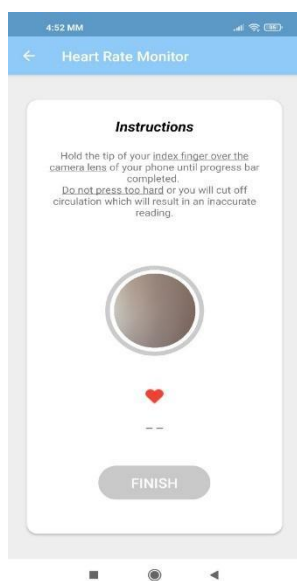 4:52 MM
Heart Rate Monitor
Instructions
Hold the tip of your index finger over the
camera lens of your phone until progress bar
completed.
Do not press too hard or you will cut off
circulation which will result in an inaccurate
reading.
--
FINISH